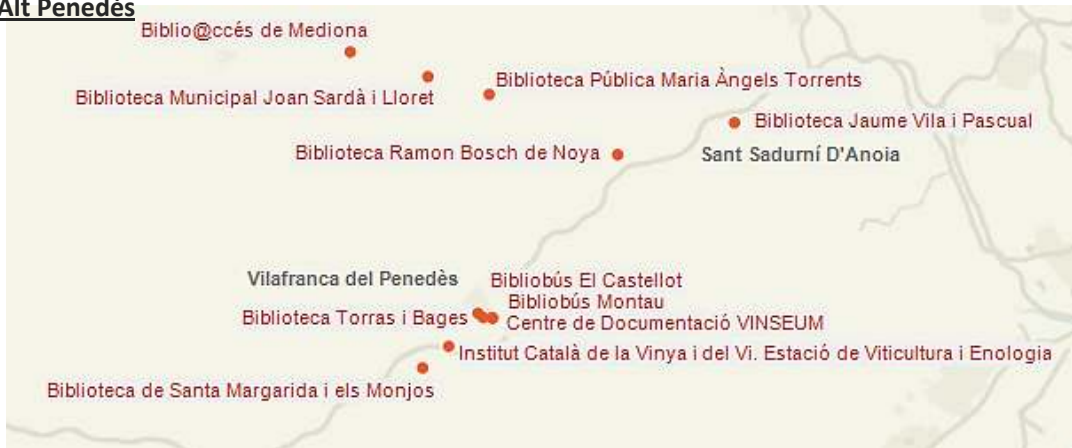 Alt Penedès
Biblio@ccés de Mediona
Biblioteca Pública Maria Àngels Torrents
Biblioteca Municipal Joan Sardà i Lloret
Biblioteca Jaume Vila i Pascual
Biblioteca Ramon Bosch de Noya
Sant Sadurní D'Anoia
Vilafranca del Penedès
Bibliobús El Castellot
Bibliobús Montau
Biblioteca Torras i Bages
Centre de Documentació VINSEUM
Institut Català de la Vinya i del Vi. Estació de Viticultura i Enologia
Biblioteca de Santa Margarida i els Monjos